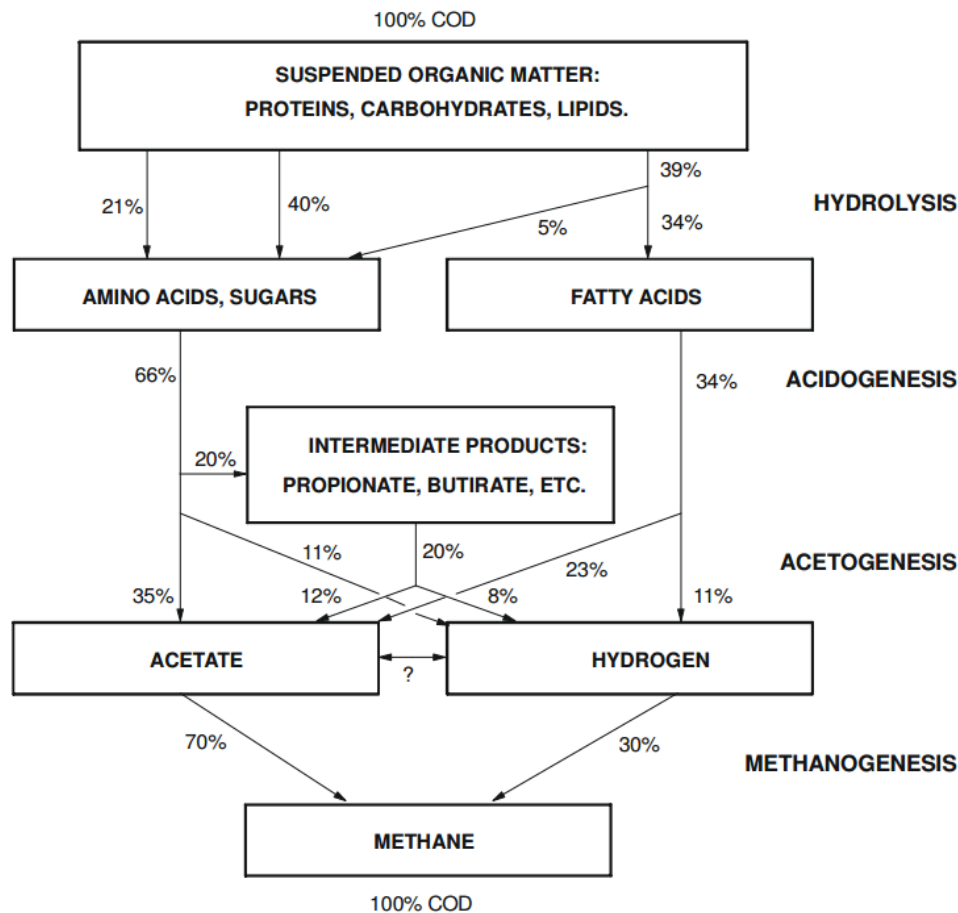 100% COD
SUSPENDED ORGANIC MATTER:
PROTEINS, CARBOHYDRATES, LIPIDS.
39%
21%
40%
5%
34%
HYDROLYSIS
AMINO ACIDS, SUGARS
FATTY ACIDS
66%
34%
ACIDOGENESIS
INTERMEDIATE PRODUCTS:
PROPIONATE, BUTIRATE, ETC.
20%
11%
20%
23%
ACETOGENESIS
35%
12%
8%
11%
ACETATE
?
HYDROGEN
70%
30%
METHANOGENESIS
METHANE
100% COD